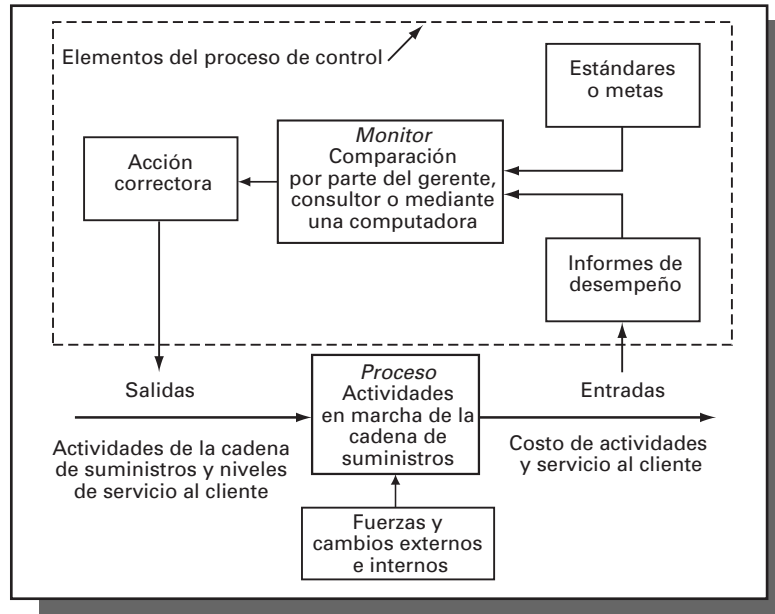 Elementos del proceso de control
Estándares
o metas
Monitor
Comparación
por parte del gerente,
consultor o mediante
una computadora
Acción
correctora
Informes de
desempeño
Salidas
Proceso
Actividades
en marcha de la
cadena de
suministros
Entradas
Actividades de la cadena
de suministros y niveles
de servicio al cliente
Costo de actividades
y servicio al cliente
Fuerzas y
cambios externos
e internos